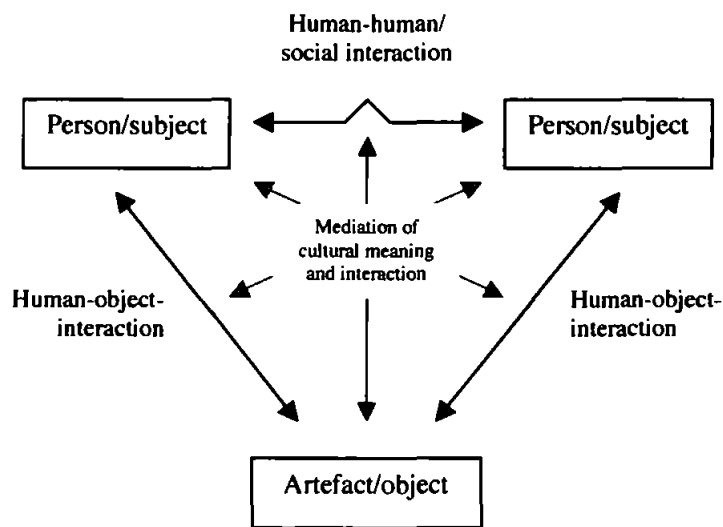 Human-human/
social interaction
Person/subject
Person/subject
Mediation of
cultural meaning
and interaction
Human-object-
interaction
Human-object-
interaction
Artefact/object